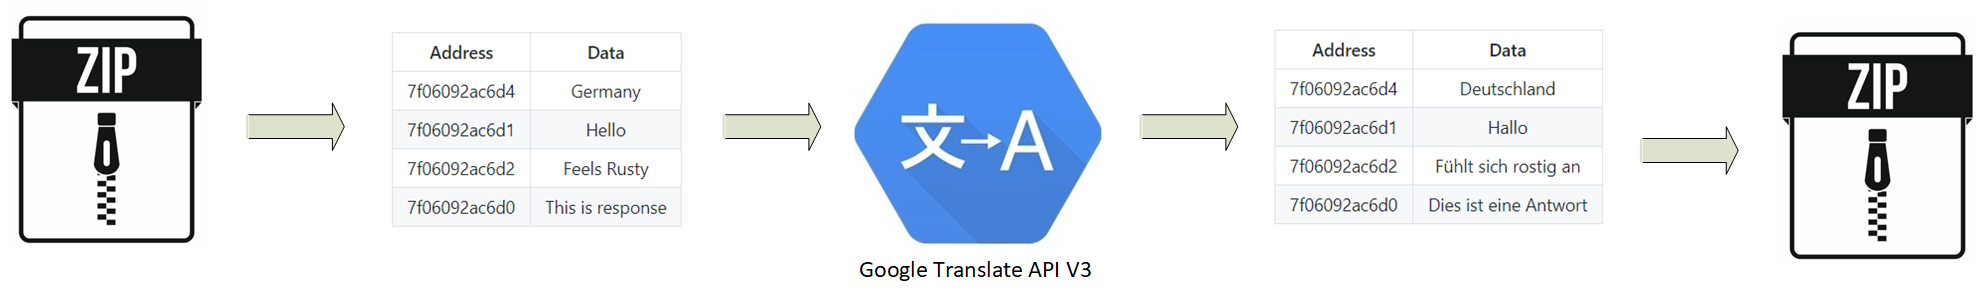 ZIP
Address Data
7f06092ac6d4 Germany
7f06092ac6d1 Hello
7f06092ac6d2 Feels Rusty
7f06092ac6d0 This is response
文→A
Google Translate API V3
Address Data
7f06092ac6d4 Deutschland
7f06092ac6d1 Hallo
7f06092ac6d2 Fühlt sich rostig an
7f06092ac6d0 Dies ist eine Antwort
ZIP